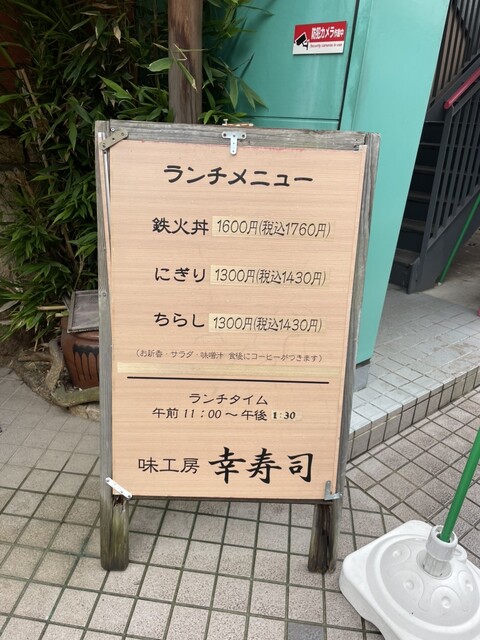 防犯カメラ作動中
Security cameras in use
ランチメニュー
鉄火丼 1600円(税込1760円)
にぎり 1300円(税込1430円)
ちらし 1300円(税込1430円)
(お新香・サラダ・味噌汁 食後にコーヒーがつきます)
ランチタイム
午前 11:00 〜 午後 1:30
味工房 幸寿司